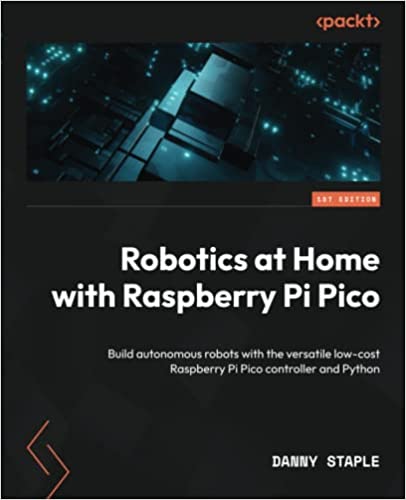 <packt>
1ST EDITION
Robotics at Home
with Raspberry Pi Pico
Build autonomous robots with the versatile low-cost
Raspberry Pi Pico controller and Python
DANNY STAPLE